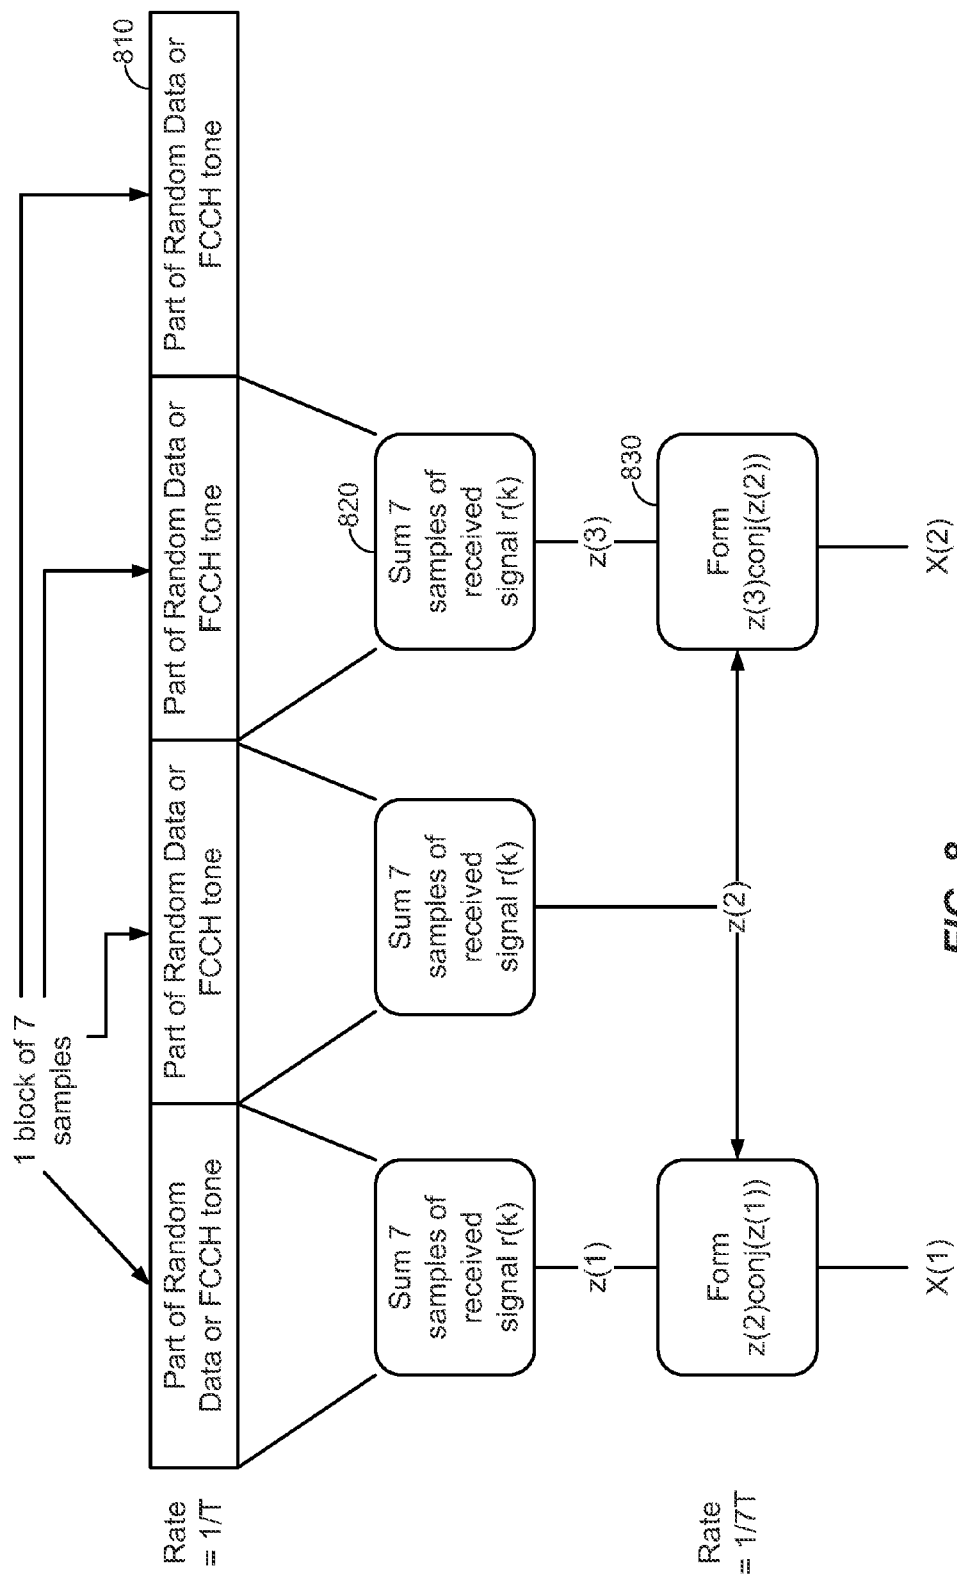 1 block of 7
samples
810
Rate
= 1/T
Part of Random
Data or FCCH tone
Part of Random Data or
FCCH tone
Part of Random Data or
FCCH tone
Part of Random Data or
FCCH tone
820
Sum 7
samples of
received
signal r(k)
Sum 7
samples of
received
signal r(k)
Sum 7
samples of
received
signal r(k)
z(1)
z(2)
z(3)
830
Rate
= 1/7T
Form
z(2)conj(z(1))
Form
z(3)conj(z(2))
X(1)
X(2)